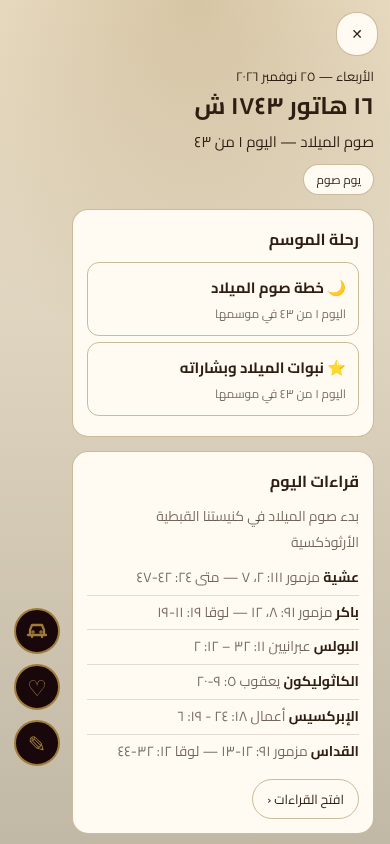 ×
الأربعاء — ٢٥ نوفمبر ٢٠٢٦
١٦ هاتور ١٧٤٣ ش
صوم الميلاد — اليوم ١ من ٤٣
يوم صوم
رحلة الموسم
🌙 خطة صوم الميلاد
اليوم ١ من ٤٣ في موسمها
⭐ نبوات الميلاد وبشاراته
اليوم ١ من ٤٣ في موسمها
قراءات اليوم
بدء صوم الميلاد في كنيستنا القبطية
الأرثوذكسية
عشية مزمور ١١١: ٢، ٧ — متى ٢٤: ٤٢-٤٧
باكر مزمور ٩١: ٨، ١٢ — لوقا ١٩: ١١-١٩
البولس عبرانيين ١١: ٣٢ – ١٢: ٢
الكاثوليكون يعقوب ٥: ٩-٢٠
الإبركسيس أعمال ١٨: ٢٤ - ١٩: ٦
القداس مزمور ٩١: ١٢-١٣ — لوقا ١٢: ٣٢-٤٤
افتح القراءات ‹